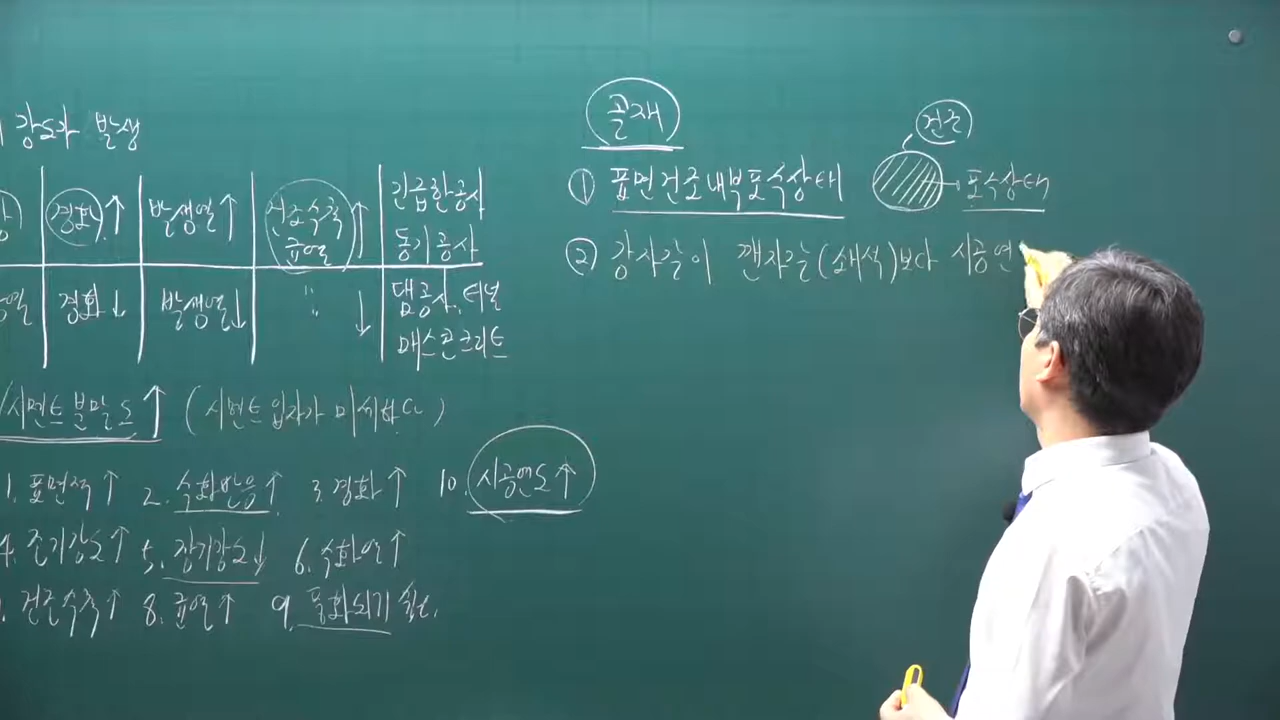 강도가 발생
경화↑ 발생열↑ 건조수축 균열↑ 긴급한공사 동기공사
경화↓ 발생열↓ 〃 ↓ 댐공사, 터널 매스콘크리트
시멘트 분말도↑ (시멘트 입자가 미세하다)
1. 표면적↑ 2. 수화반응↑ 3. 경화↑ 10. 시공연도↑
4. 조기강도↑ 5. 장기강도↓ 6. 수화열↑
건조수축↑ 8. 균열↑ 9. 풍화되기 쉽다.
골재
① 표면건조내부포수상태
건조
포수상태
② 강자갈이 깬자갈(쇄석)보다 시공연